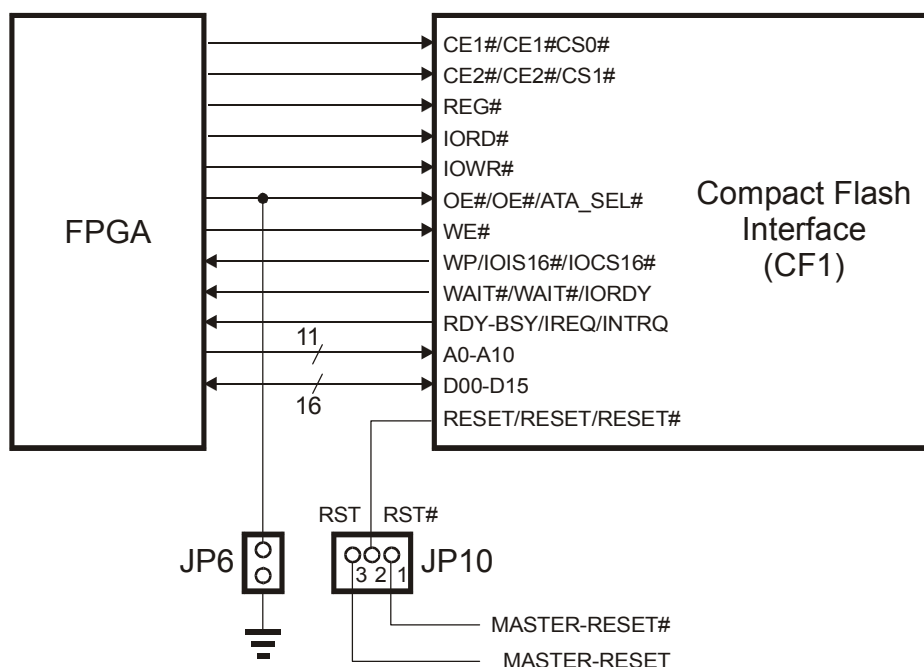 FPGA
CE1#/CE1#CS0#
CE2#/CE2#/CS1#
REG#
IORD#
IOWR#
OE#/OE#/ATA_SEL#
WE#
WP/IOIS16#/IOCS16#
WAIT#/WAIT#/IORDY
RDY-BSY/IREQ/INTRQ
11
A0-A10
D00-D15
16
RESET/RESET/RESET#
Compact Flash
Interface
(CF1)
RST RST#
JP6
3 2 1
JP10
MASTER-RESET#
MASTER-RESET